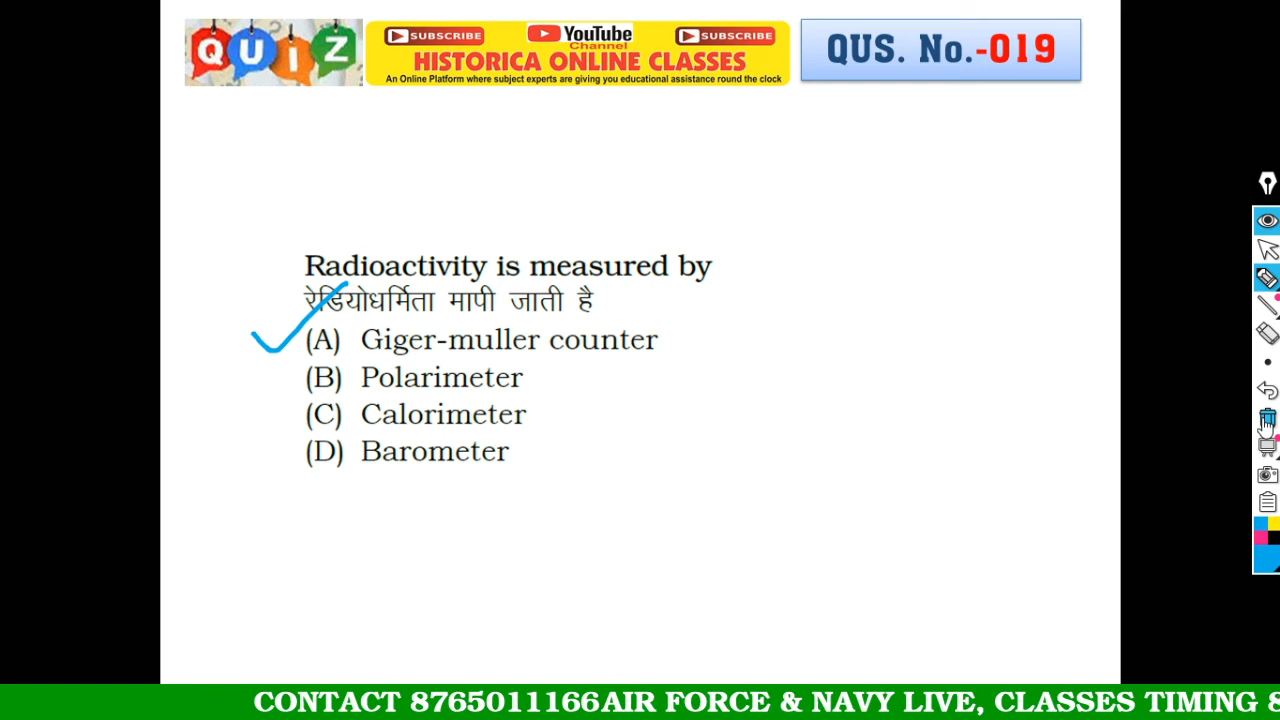 QUIZ
SUBSCRIBE
YouTube
SUBSCRIBE
Channel
HISTORICA ONLINE CLASSES
An Online Platform where subject experts are giving you educational assistance round the clock
QUS. No.-019
Radioactivity is measured by
रेडियोधर्मिता मापी जाती है
(A) Giger-muller counter
(B) Polarimeter
(C) Calorimeter
(D) Barometer
CONTACT 8765011166AIR FORCE & NAVY LIVE, CLASSES TIMING 8